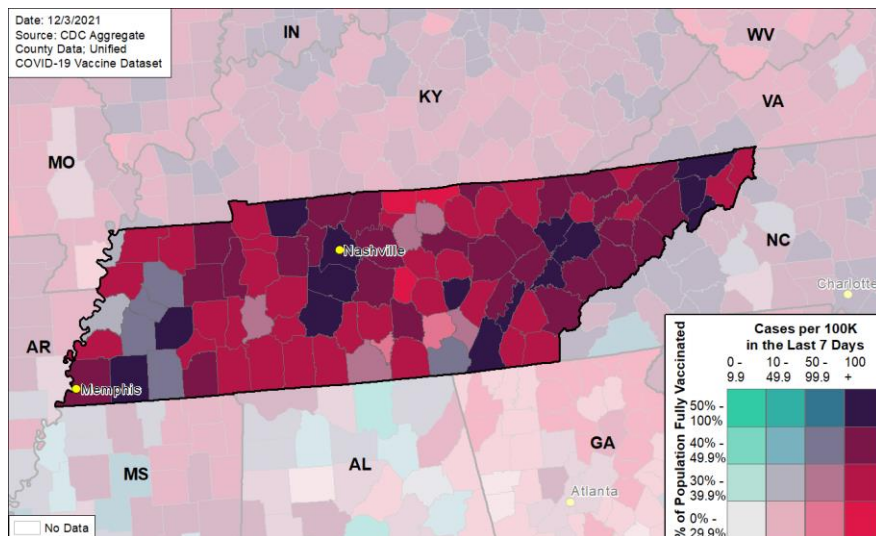 Date: 12/3/2021
Source: CDC Aggregate
County Data; Unified
COVID-19 Vaccine Dataset
IN
WV
KY
VA
MO
Nashville
NC
Charlotte
AR
Memphis
MS
AL
GA
Atlanta
No Data
Cases per 100K
in the Last 7 Days
0 - 10 - 50 - 100
9.9 49.9 99.9 +
% of Population Fully Vaccinated
50% -
100%
40% -
49.9%
30% -
39.9%
0% -
29.9%